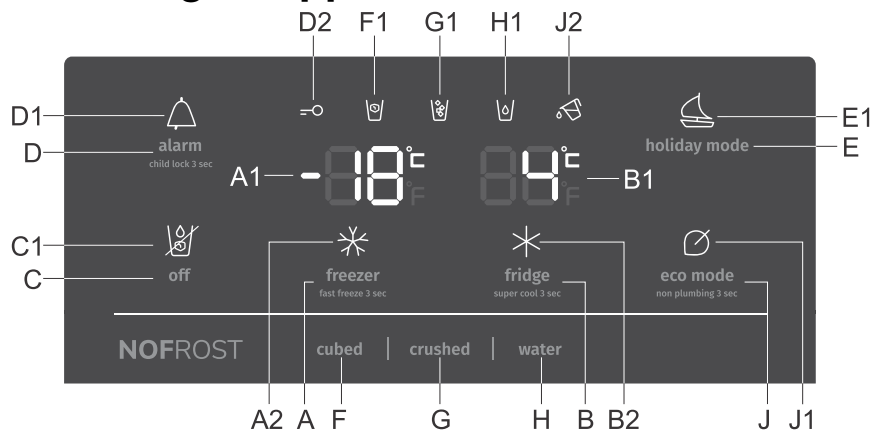 D2 F1 G1 H1 J2
D1 E1
alarm holiday mode
D E
child lock 3 sec
A1 -18°C 4°C B1
°F °F
C1
off freezer fridge eco mode
C
fast freeze 3 sec super cool 3 sec non plumbing 3 sec
NOFROST cubed | crushed | water
A2 A F G H B B2 J J1